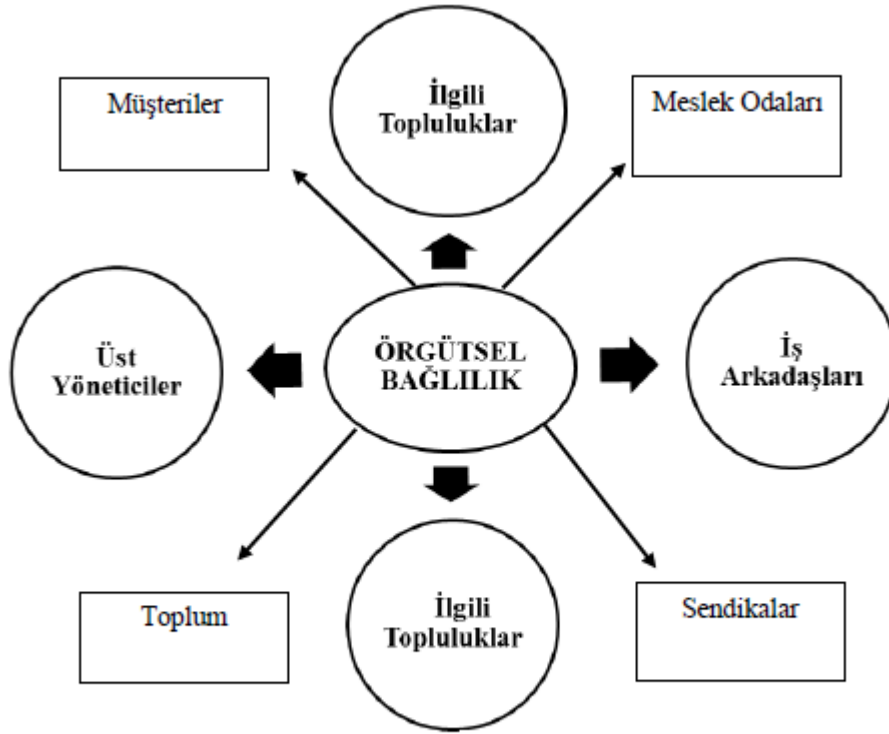 Müşteriler
İlgili
Topluluklar
Meslek Odaları
Üst
Yöneticiler
ÖRGÜTSEL
BAĞLILIK
İş
Arkadaşları
Toplum
İlgili
Topluluklar
Sendikalar